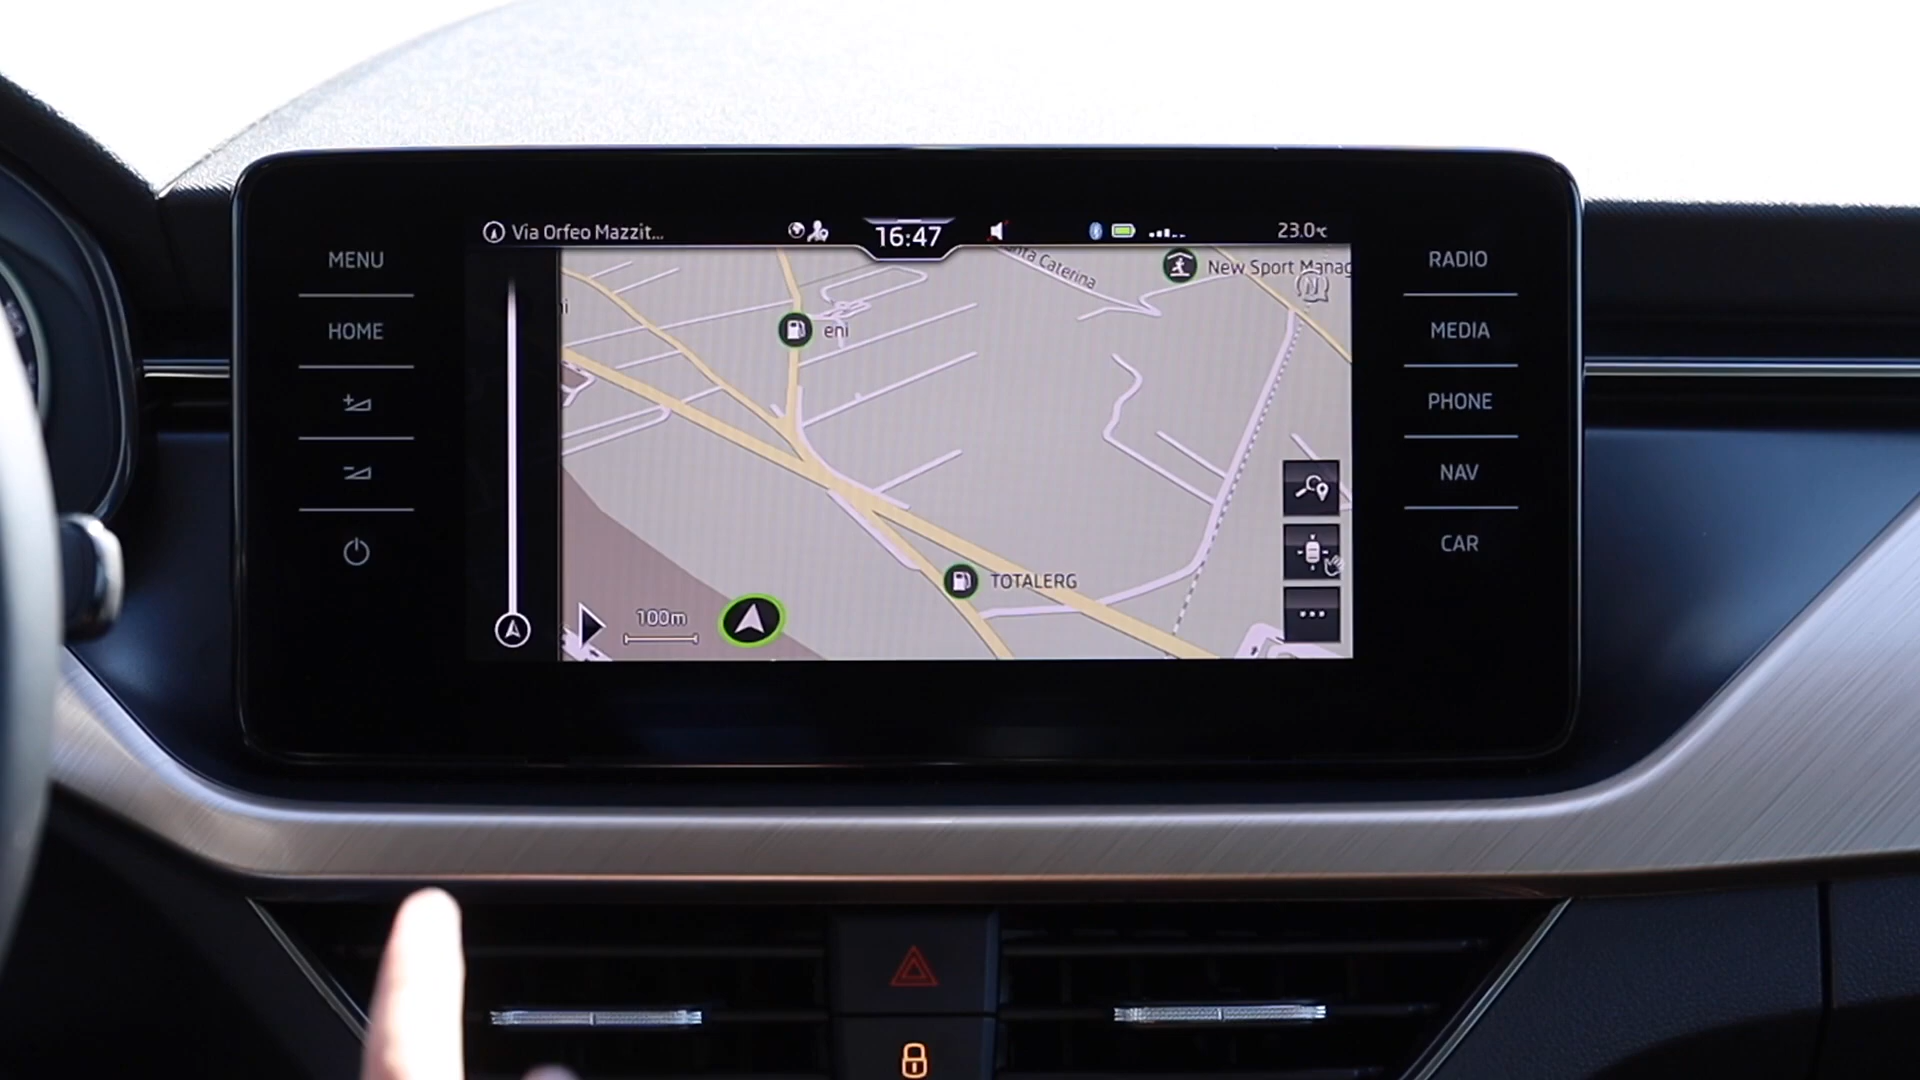 Via Orfeo Mazzit...
16:47
23.0°C
MENU
HOME
RADIO
MEDIA
PHONE
NAV
CAR
Caterina
New Sport Manag
N
eni
TOTALERG
100m